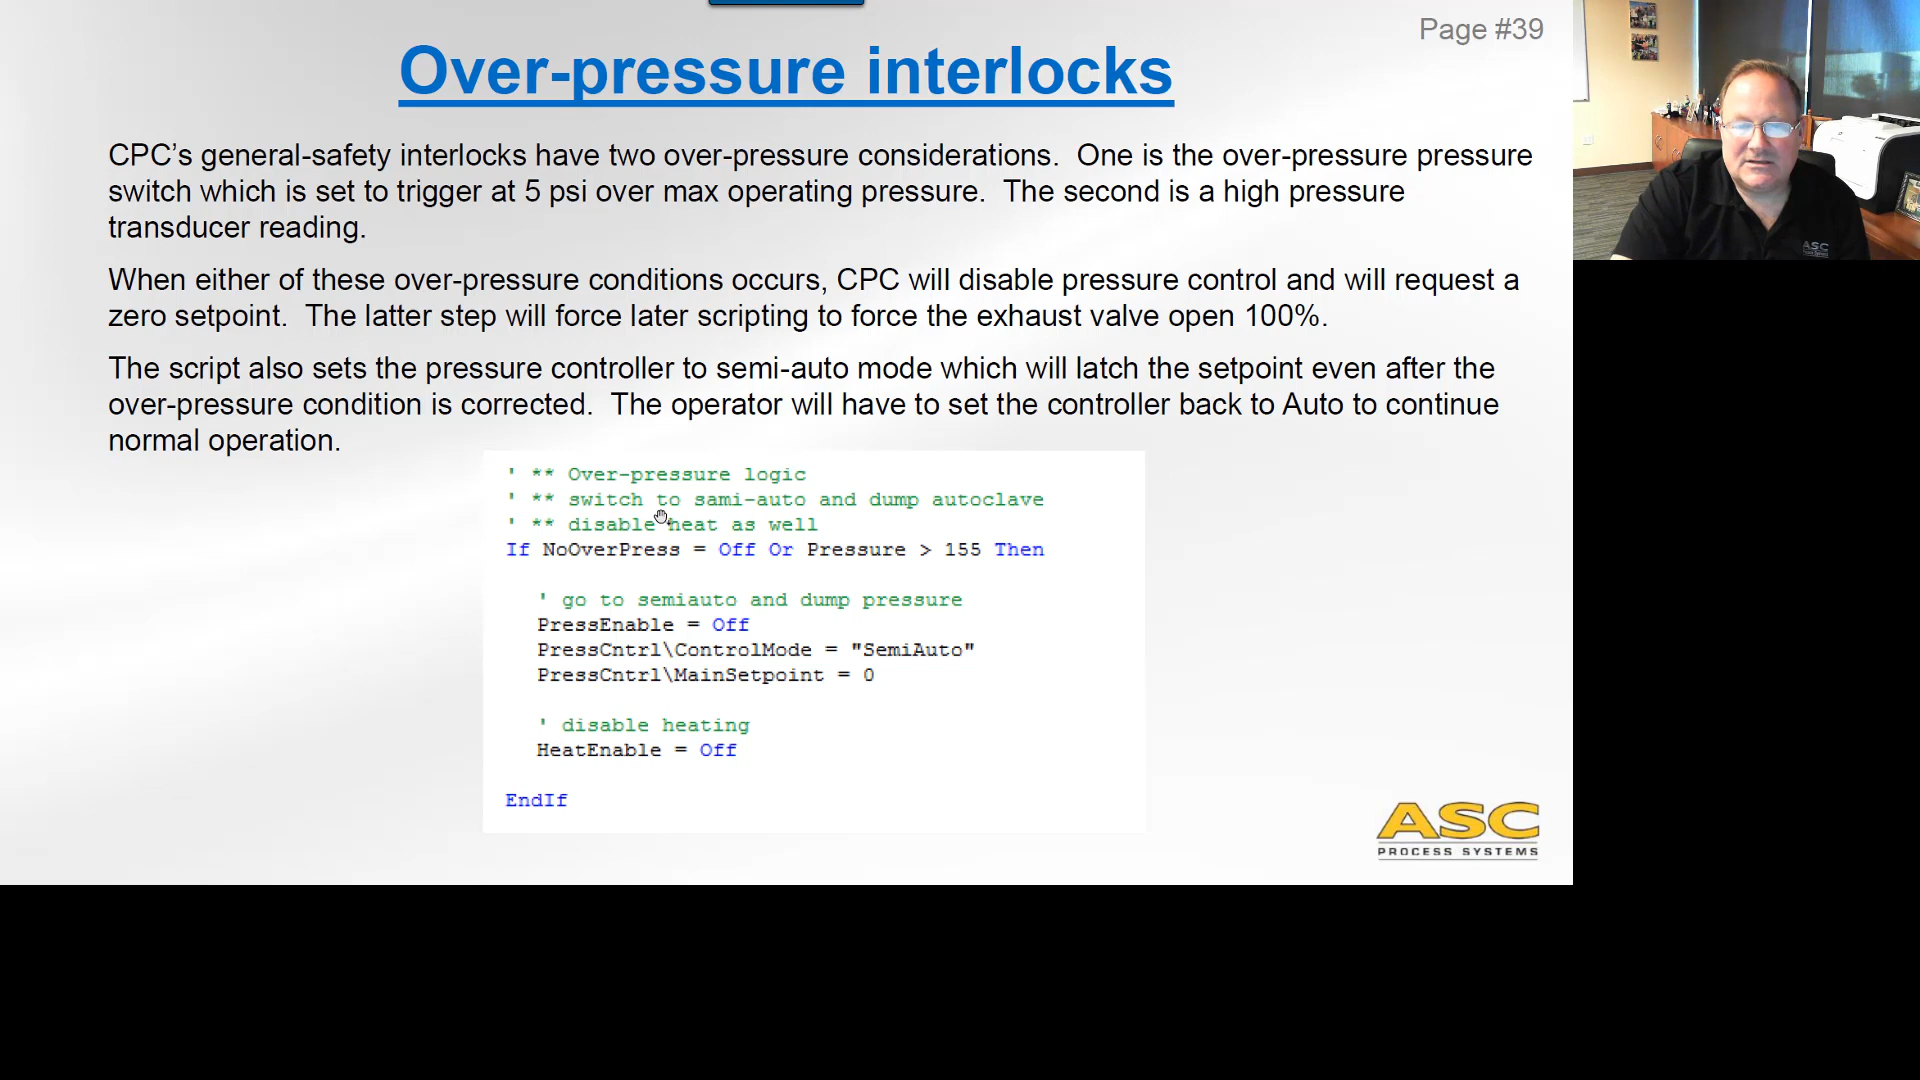 Page #39
Over-pressure interlocks
CPC’s general-safety interlocks have two over-pressure considerations.  One is the over-pressure pressure
switch which is set to trigger at 5 psi over max operating pressure.  The second is a high pressure
transducer reading.
When either of these over-pressure conditions occurs, CPC will disable pressure control and will request a
zero setpoint.  The latter step will force later scripting to force the exhaust valve open 100%.
The script also sets the pressure controller to semi-auto mode which will latch the setpoint even after the
over-pressure condition is corrected.  The operator will have to set the controller back to Auto to continue
normal operation.
' ** Over-pressure logic
' ** switch to sami-auto and dump autoclave
' ** disable heat as well
If NoOverPress = Off Or Pressure > 155 Then
' go to semiauto and dump pressure
PressEnable = Off
PressCntrl\ControlMode = "SemiAuto"
PressCntrl\MainSetpoint = 0
' disable heating
HeatEnable = Off
EndIf
ASC
PROCESS SYSTEMS
ASC